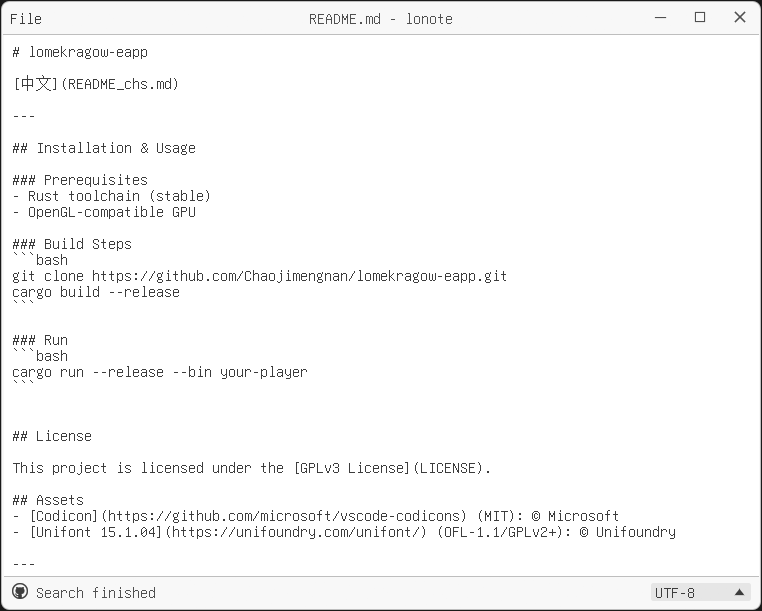 File
README.md - lonote
# lomekragow-eapp
[中文](README_chs.md)
---
## Installation & Usage
### Prerequisites
- Rust toolchain (stable)
- OpenGL-compatible GPU
### Build Steps
```bash
git clone https://github.com/Chaojimengnan/lomekragow-eapp.git
cargo build --release
```
### Run
```bash
cargo run --release --bin your-player
```
## License
This project is licensed under the [GPLv3 License](LICENSE).
## Assets
- [Codicon](https://github.com/microsoft/vscode-codicons) (MIT): © Microsoft
- [Unifont 15.1.04](https://unifoundry.com/unifont/) (OFL-1.1/GPLv2+): © Unifoundry
---
Search finished
UTF-8